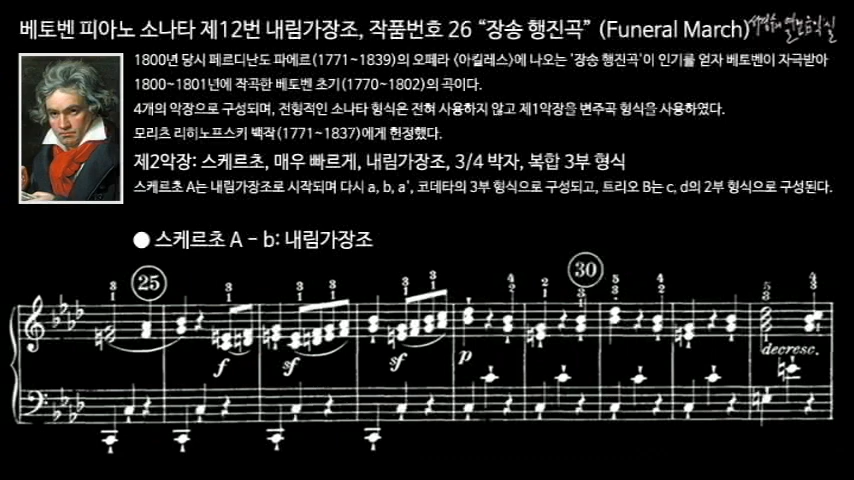 베토벤 피아노 소나타 제12번 내림가장조, 작품번호 26 “장송 행진곡” (Funeral March)
1800년 당시 페르디난도 파에르(1771~1839)의 오페라 <아킬레스>에 나오는 '장송 행진곡'이 인기를 얻자 베토벤이 자극받아
1800~1801년에 작곡한 베토벤 초기(1770~1802)의 곡이다.
4개의 악장으로 구성되며, 전형적인 소나타 형식은 전혀 사용하지 않고 제1악장을 변주곡 형식을 사용하였다.
모리츠 리히노프스키 백작(1771~1837)에게 헌정했다.
제2악장: 스케르초, 매우 빠르게, 내림가장조, 3/4 박자, 복합 3부 형식
스케르초 A는 내림가장조로 시작되며 다시 a, b, a', 코데타의 3부 형식으로 구성되고, 트리오 B는 c, d의 2부 형식으로 구성된다.
● 스케르초 A - b: 내림가장조
25 30
f sf sf p decresc.